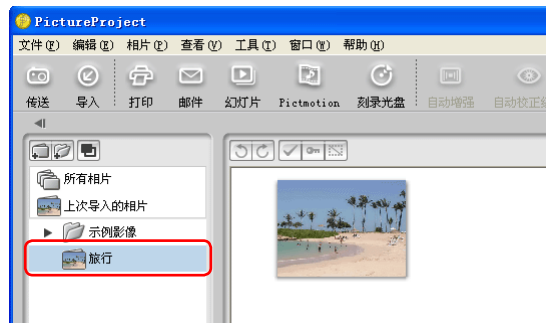 PictureProject
文件(F) 编辑(E) 相片(P) 查看(V) 工具(T) 窗口(W) 帮助(H)
传送 导入 打印 邮件 幻灯片 Pictmotion 刻录光盘 自动增强 自动校正
所有相片
上次导入的相片
示例影像
旅行